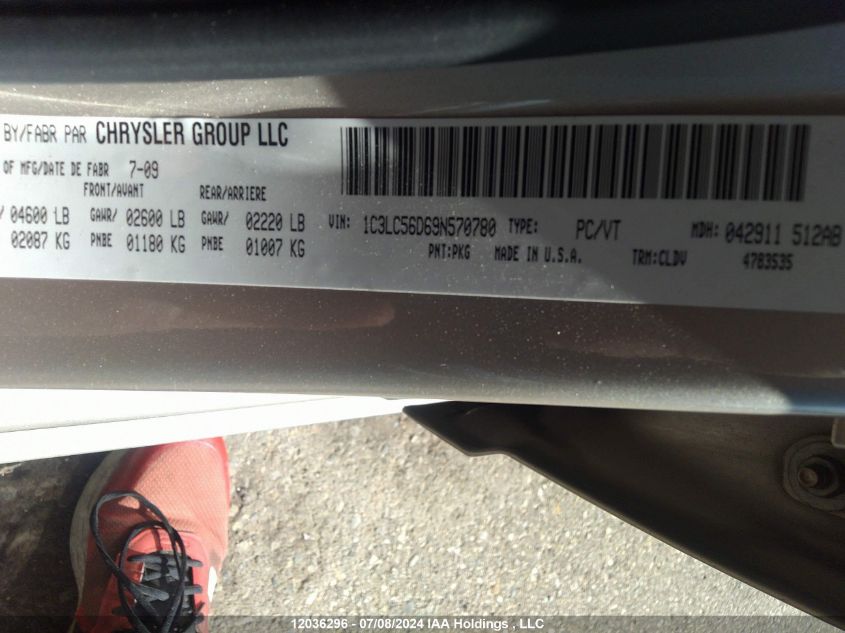 BY/FABR PAR CHRYSLER GROUP LLC
OF MFG/DATE DE FABR 7-09
FRONT/AVANT REAR/ARRIERE
/ 04600 LB GAWR/ 02600 LB GAWR/ 02220 LB
02087 KG PNBE 01180 KG PNBE 01007 KG
VIN: 1C3LC56D69N570780 TYPE: PC/VT MDH: 042911 512AB
PNT:PKG MADE IN U.S.A. TRM:CLDV 4783535
12036296 - 07/08/2024 IAA Holdings , LLC